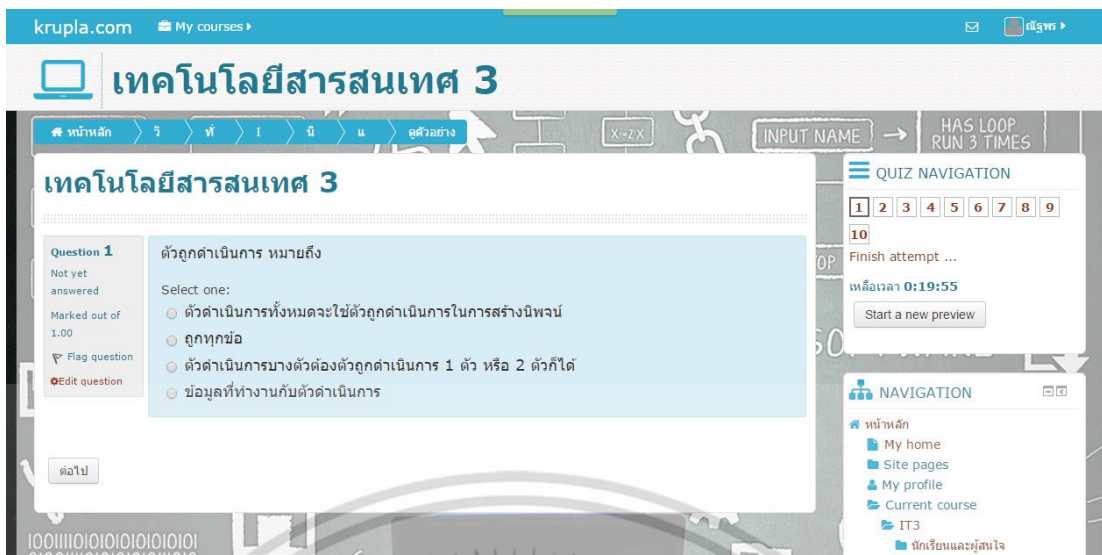 krupla.com My courses ณัฐพร
เทคโนโลยีสารสนเทศ 3
หน้าหลัก วิ ทั่ I นิ แ ดูตัวอย่าง
X=2X INPUT NAME HAS LOOP
RUN 3 TIMES
เทคโนโลยีสารสนเทศ 3
Question 1
Not yet
answered
Marked out of
1.00
Flag question
Edit question
ตัวถูกดำเนินการ หมายถึง
Select one:
ตัวดำเนินการทั้งหมดจะใช้ตัวถูกดำเนินการในการสร้างนิพจน์
ถูกทุกข้อ
ตัวดำเนินการบางตัวต้องตัวถูกดำเนินการ 1 ตัว หรือ 2 ตัวก็ได้
ข้อมูลที่ทำงานกับตัวดำเนินการ
ต่อไป
QUIZ NAVIGATION
1 2 3 4 5 6 7 8 9
10
Finish attempt ...
เหลือเวลา 0:19:55
Start a new preview
NAVIGATION
หน้าหลัก
My home
Site pages
My profile
Current course
IT3
นักเรียนและผู้สนใจ